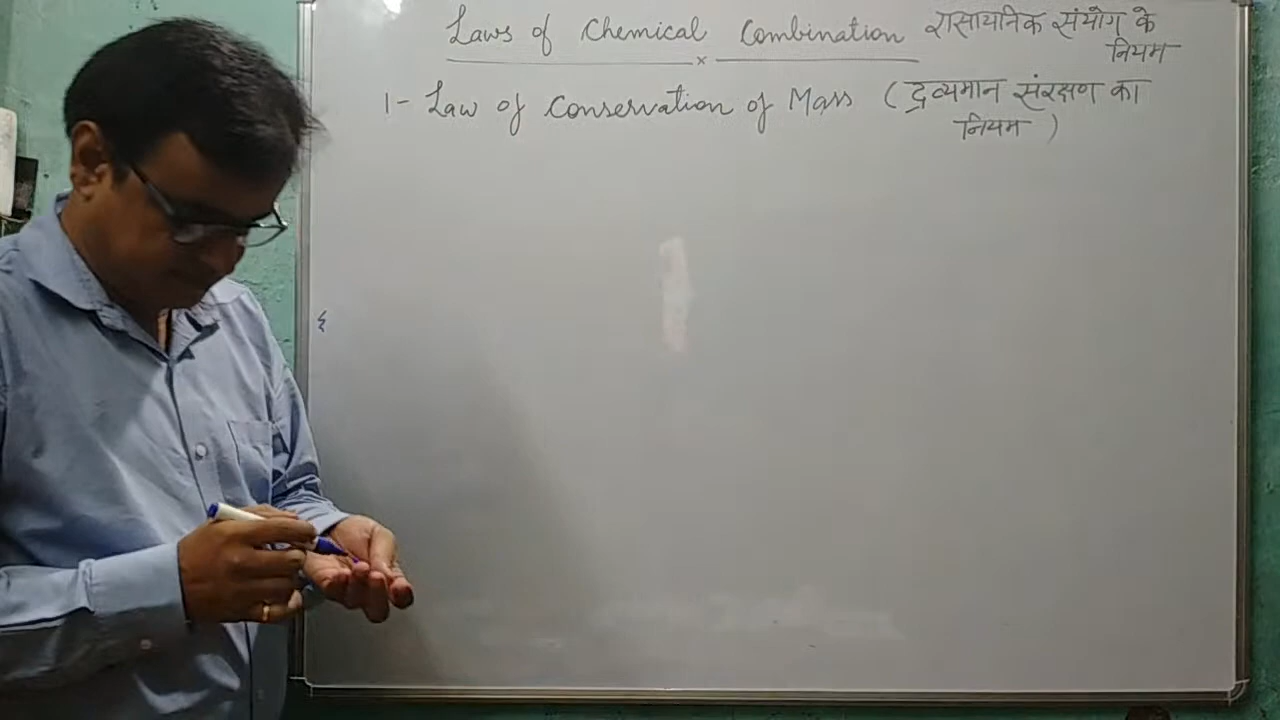 Laws of Chemical Combination रासायनिक संयोग के
नियम
1- Law of Conservation of Mass (द्रव्यमान संरक्षण का
नियम)